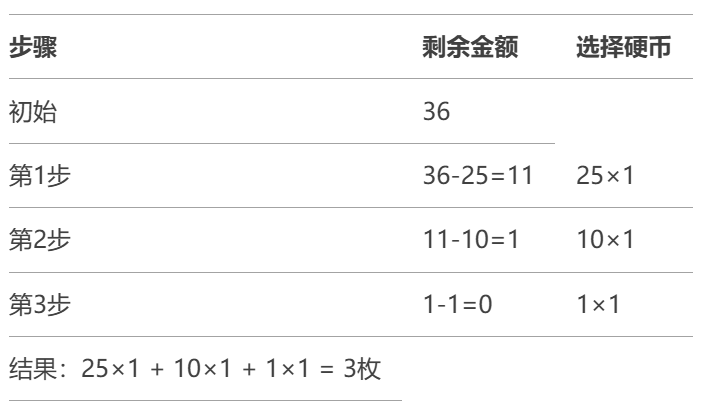 步骤 剩余金额 选择硬币
初始 36
第1步 36-25=11 25×1
第2步 11-10=1 10×1
第3步 1-1=0 1×1
结果：25×1 + 10×1 + 1×1 = 3枚